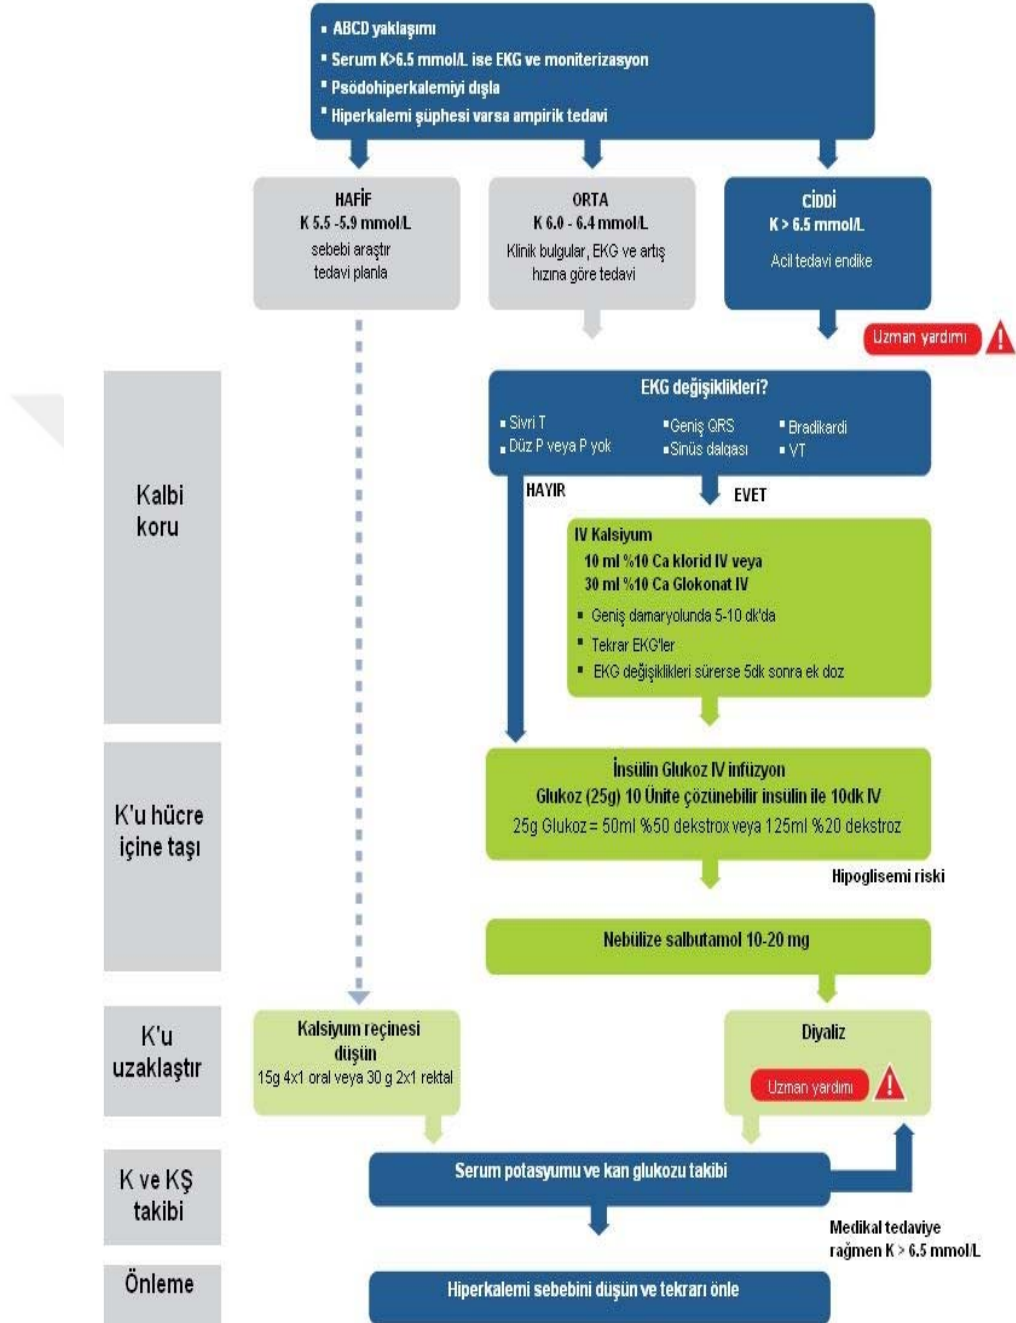 ▪ ABCD yaklaşımı
▪ Serum K>6.5 mmol/L ise EKG ve moniterizasyon
▪ Psödohiperkalemiyi dışla
▪ Hiperkalemi şüphesi varsa ampirik tedavi
HAFİF
K 5.5 -5.9 mmol/L
sebebi araştır
tedavi planla
ORTA
K 6.0 - 6.4 mmol/L
Klinik bulgular, EKG ve artış
hızına göre tedavi
CİDDİ
K > 6.5 mmol/L
Acil tedavi endike
Uzman yardımı
Kalbi
koru
EKG değişiklikleri?
▪ Sivri T
▪ Düz P veya P yok
▪ Geniş QRS
▪ Sinüs dalgası
▪ Bradikardi
▪ VT
HAYIR
EVET
IV Kalsiyum
10 ml %10 Ca klorid IV veya
30 ml %10 Ca Glokonat IV
▪ Geniş damaryolunda 5-10 dk'da
▪ Tekrar EKG'ler
▪ EKG değişiklikleri sürerse 5dk sonra ek doz
K'u hücre
içine taşı
İnsülin Glukoz IV infüzyon
Glukoz (25g) 10 Ünite çözünebilir insülin ile 10dk IV
25g Glukoz = 50ml %50 dekstrox veya 125ml %20 dekstroz
Hipoglisemi riski
Nebülize salbutamol 10-20 mg
K'u
uzaklaştır
Kalsiyum reçinesi
düşün
15g 4x1 oral veya 30 g 2x1 rektal
Diyaliz
Uzman yardımı
K ve KŞ
takibi
Serum potasyumu ve kan glukozu takibi
Medikal tedaviye
rağmen K > 6.5 mmol/L
Önleme
Hiperkalemi sebebini düşün ve tekrarı önle